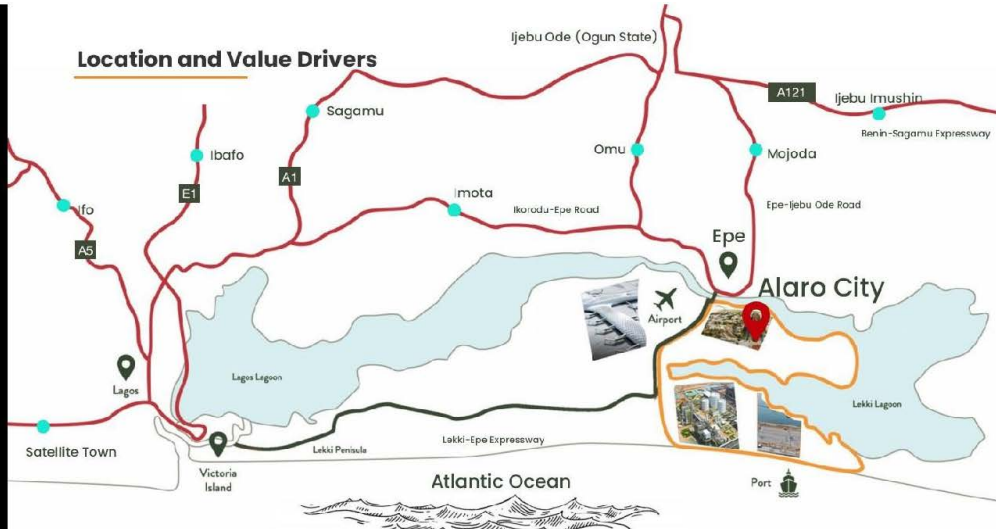 Location and Value Drivers
Ijebu Ode (Ogun State)
A121
Ijebu Imushin
Benin-Sagamu Expressway
Sagamu
Ibafo
Omu
Mojoda
A1
E1
Imota
Ikorodu-Epe Road
Epe-Ijebu Ode Road
Ifo
A5
Epe
Alaro City
Airport
Lagos
Lagos Lagoon
Lekki Lagoon
Satellite Town
Victoria
Island
Lekki Penisula
Lekki-Epe Expressway
Atlantic Ocean
Port